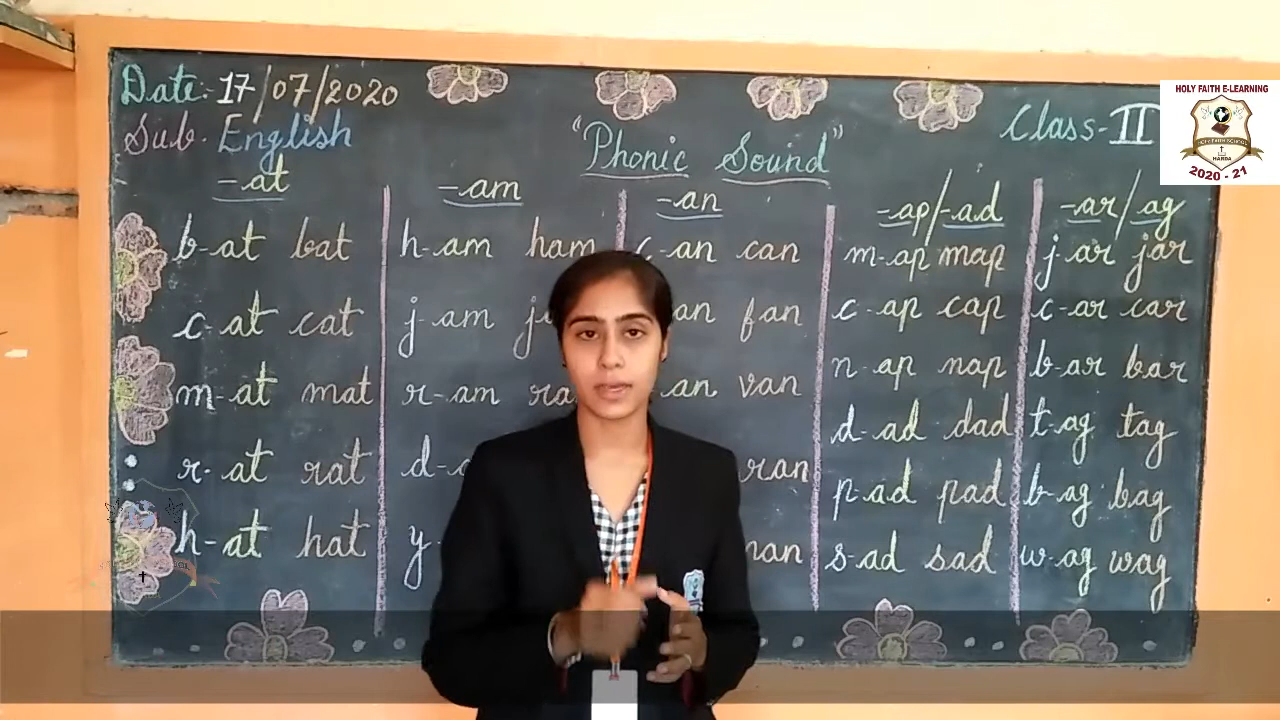 HOLY FAITH E-LEARNING
HOLY FAITH SCHOOL
2020 - 21
Date: 17/07/2020
Sub. English
Class-II
"Phonic Sound"
-at -am -an -ap/-ad -ar/ag
b-at bat h-am ham c-an can m-ap map j-ar jar
c-at cat j-am an fan c-ap cap c-ar car
m-at mat r-am an van n-ap nap b-ar bar
d-ad dad t-ag tag
r-at rat d- ran p-ad pad b-ag bag
h-at hat y- s-ad sad w-ag wag